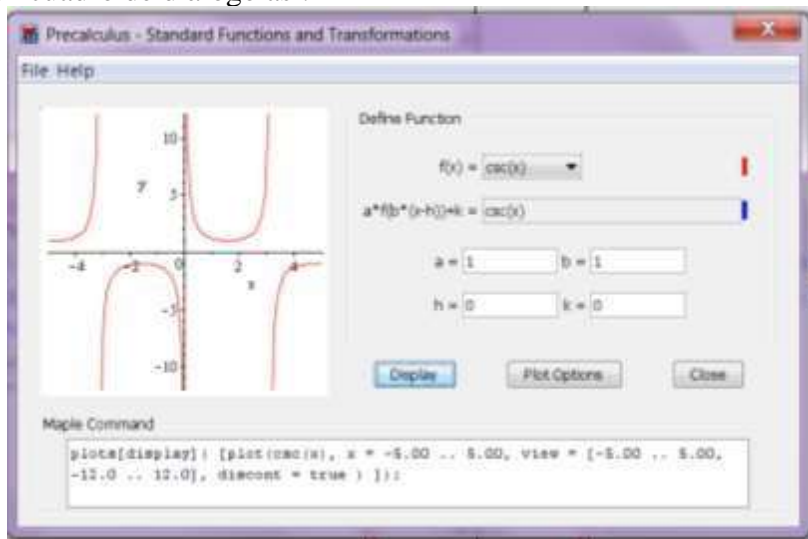 Precalculus - Standard Functions and Transformations
File Help
Define Function
f(x) = csc(x)
a*f(b*(x-h))+k = csc(x)
a = 1 b = 1
h = 0 k = 0
Display Plot Options Close
10
y
5
-4 -2 0 2 4
x
-5
-10
Maple Command
plots[display]( [plot(csc(x), x = -5.00 .. 5.00, view = [-5.00 .. 5.00,
-12.0 .. 12.0], discont = true ) ]);